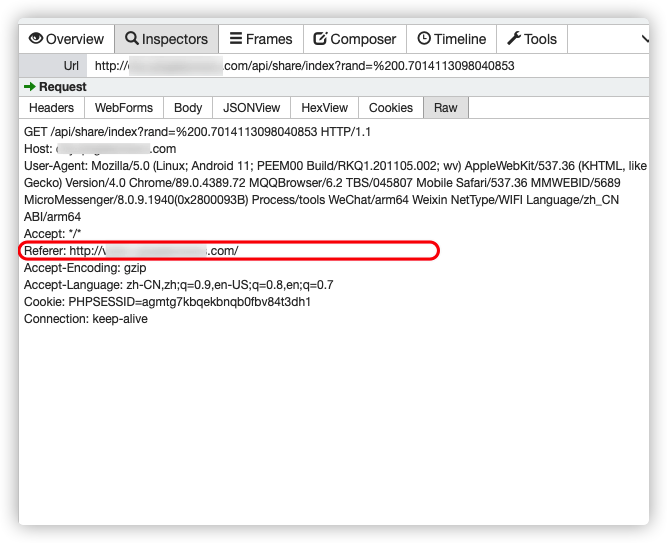 Overview Inspectors Frames Composer Timeline Tools
Url http:// .com/api/share/index?rand=%200.7014113098040853
Request
Headers WebForms Body JSONView HexView Cookies Raw
GET /api/share/index?rand=%200.7014113098040853 HTTP/1.1
Host: .com
User-Agent: Mozilla/5.0 (Linux; Android 11; PEEM00 Build/RKQ1.201105.002; wv) AppleWebKit/537.36 (KHTML, like
Gecko) Version/4.0 Chrome/89.0.4389.72 MQQBrowser/6.2 TBS/045807 Mobile Safari/537.36 MMWEBID/5689
MicroMessenger/8.0.9.1940(0x2800093B) Process/tools WeChat/arm64 Weixin NetType/WIFI Language/zh_CN
ABI/arm64
Accept: */*
Referer: http:// .com/
Accept-Encoding: gzip
Accept-Language: zh-CN,zh;q=0.9,en-US;q=0.8,en;q=0.7
Cookie: PHPSESSID=agmtg7kbqekbnqb0fbv84t3dh1
Connection: keep-alive